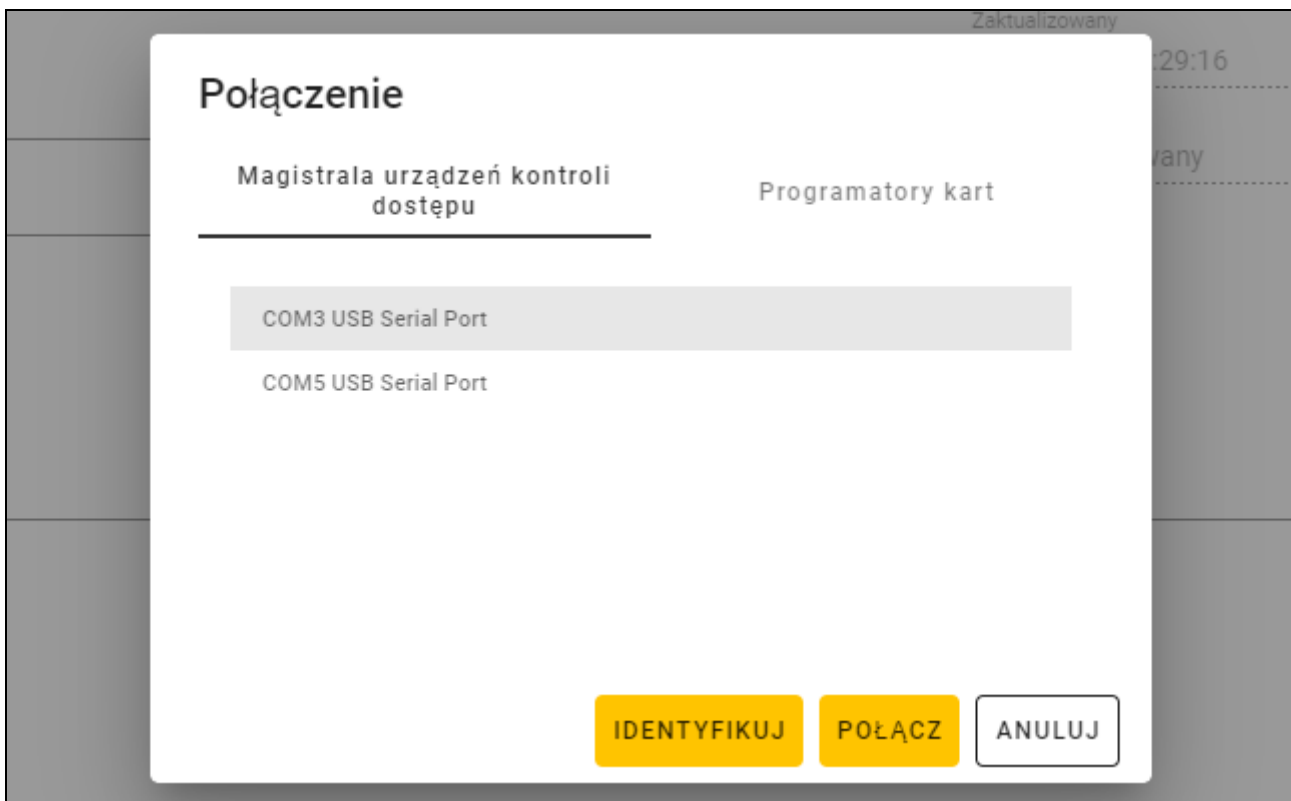 Zaktualizowany
:29:16
Połączenie
Magistrala urządzeń kontroli
dostępu
Programatory kart
COM3 USB Serial Port
COM5 USB Serial Port
IDENTYFIKUJ
POŁĄCZ
ANULUJ